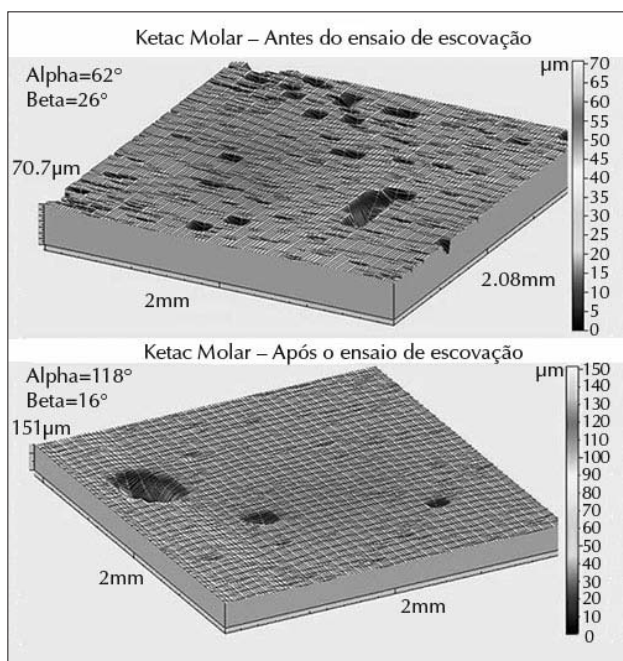 Ketac Molar – Antes do ensaio de escovação
Alpha=62°
Beta=26°
70.7µm
2mm
2.08mm
µm
70
65
60
55
50
45
40
35
30
25
20
15
10
5
0
Ketac Molar – Após o ensaio de escovação
Alpha=118°
Beta=16°
151µm
2mm
2mm
µm
150
140
130
120
110
100
90
80
70
60
50
40
30
20
10
0